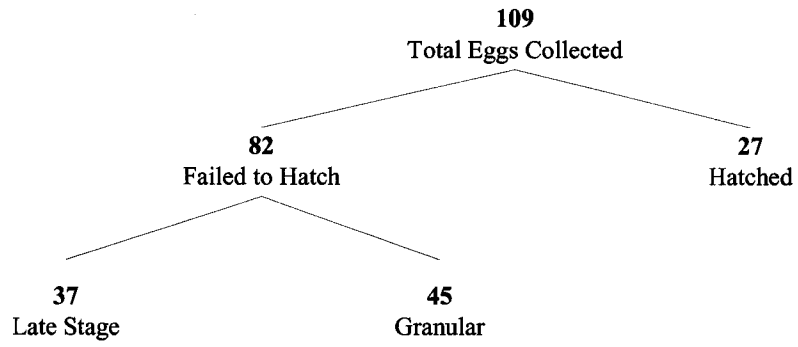 109
Total Eggs Collected
82
Failed to Hatch
27
Hatched
37
Late Stage
45
Granular